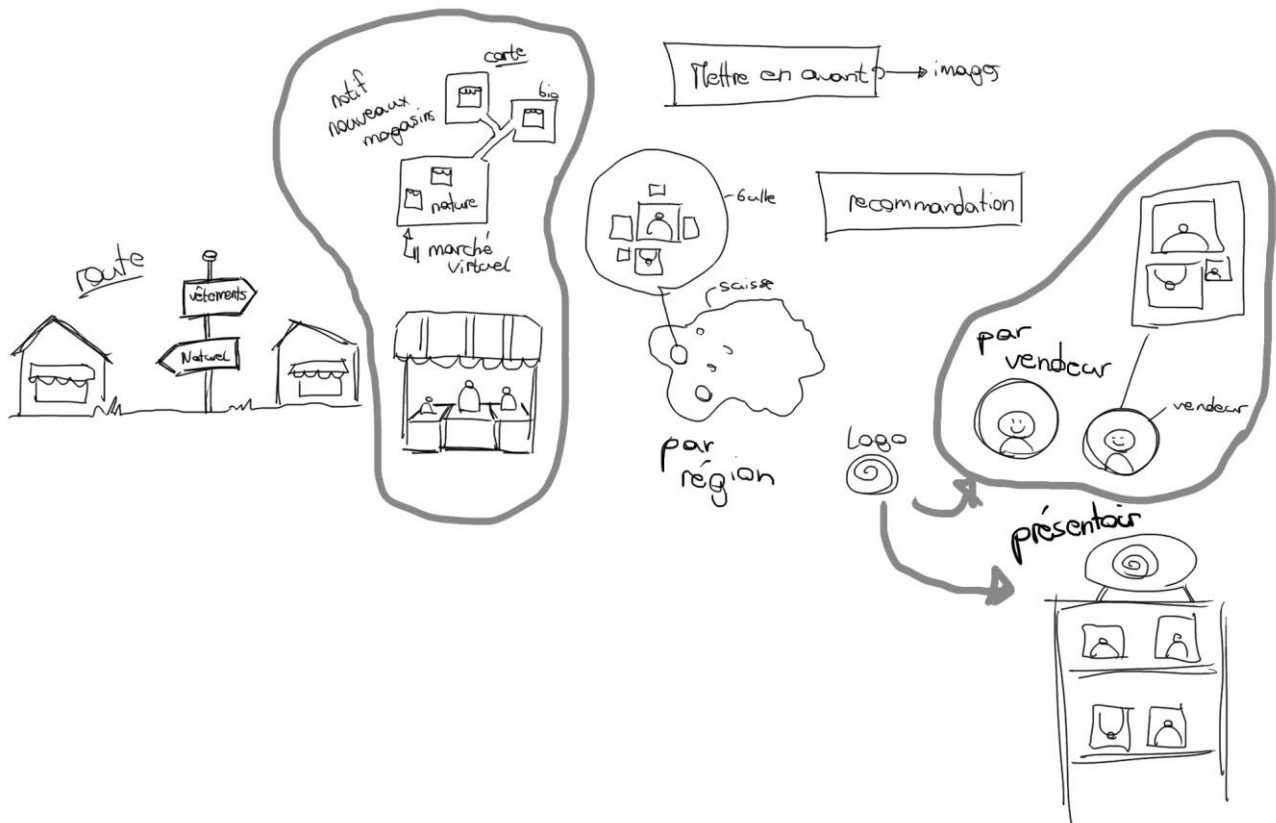 carte
notif
nouveaux
magasins
bio
nature
marché
virtuel
Mettre en avant
images
bulle
recommandation
route
vêtements
Naturel
suisse
par
région
par
vendeur
vendeur
Logo
présentoir